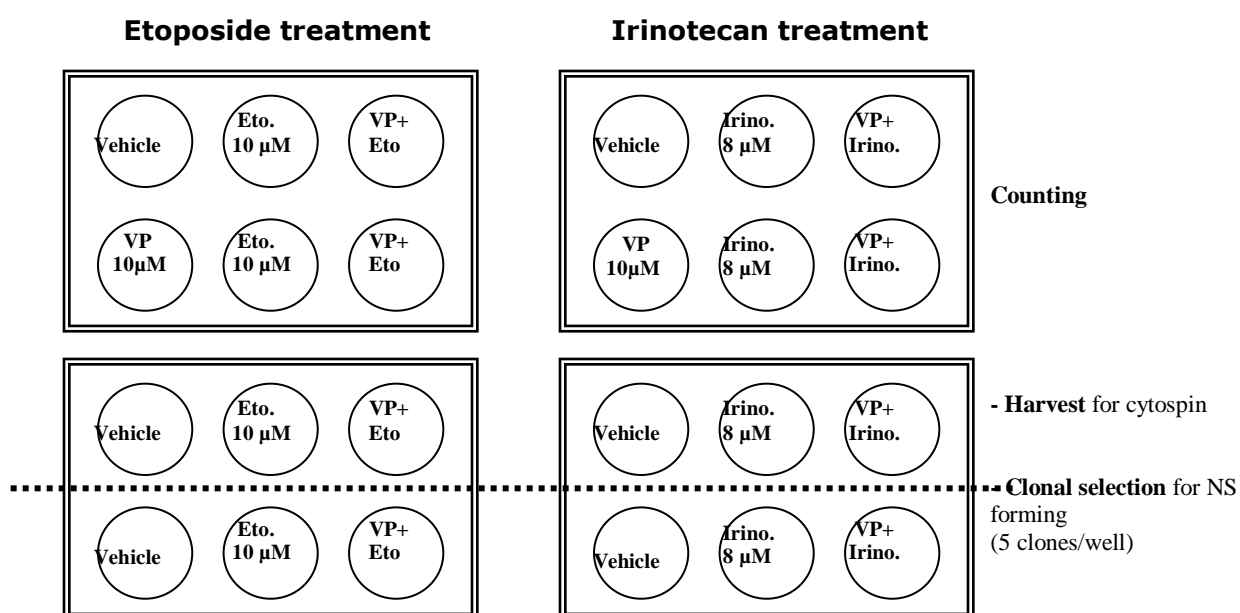 Etoposide treatment
Irinotecan treatment
Vehicle
Eto.
10 µM
VP+
Eto
Vehicle
Irino.
8 µM
VP+
Irino.
Counting
VP
10µM
Eto.
10 µM
VP+
Eto
VP
10µM
Irino.
8 µM
VP+
Irino.
Vehicle
Eto.
10 µM
VP+
Eto
Vehicle
Irino.
8 µM
VP+
Irino.
- Harvest for cytospin
Vehicle
Eto.
10 µM
VP+
Eto
Vehicle
Irino.
8 µM
VP+
Irino.
- Clonal selection for NS
forming
(5 clones/well)